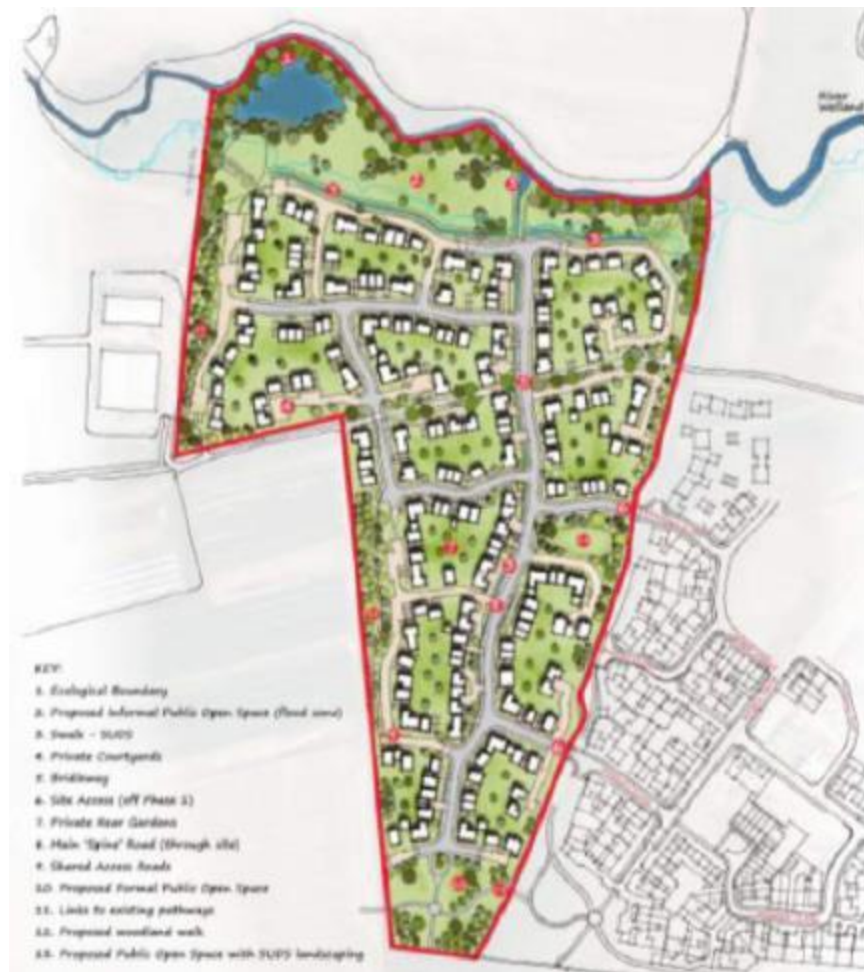 River
Welland
KEY:
1. Ecological Boundary
2. Proposed Informal Public Open Space (flood zone)
3. Swale - SUDS
4. Private Courtyards
5. Bridleway
6. Site Access (off Phase 1)
7. Private Rear Gardens
8. Main 'Spine' Road (through site)
9. Shared Access Roads
10. Proposed Formal Public Open Space
11. Links to existing pathways
12. Proposed woodland walk
13. Proposed Public Open Space with SUDS landscaping